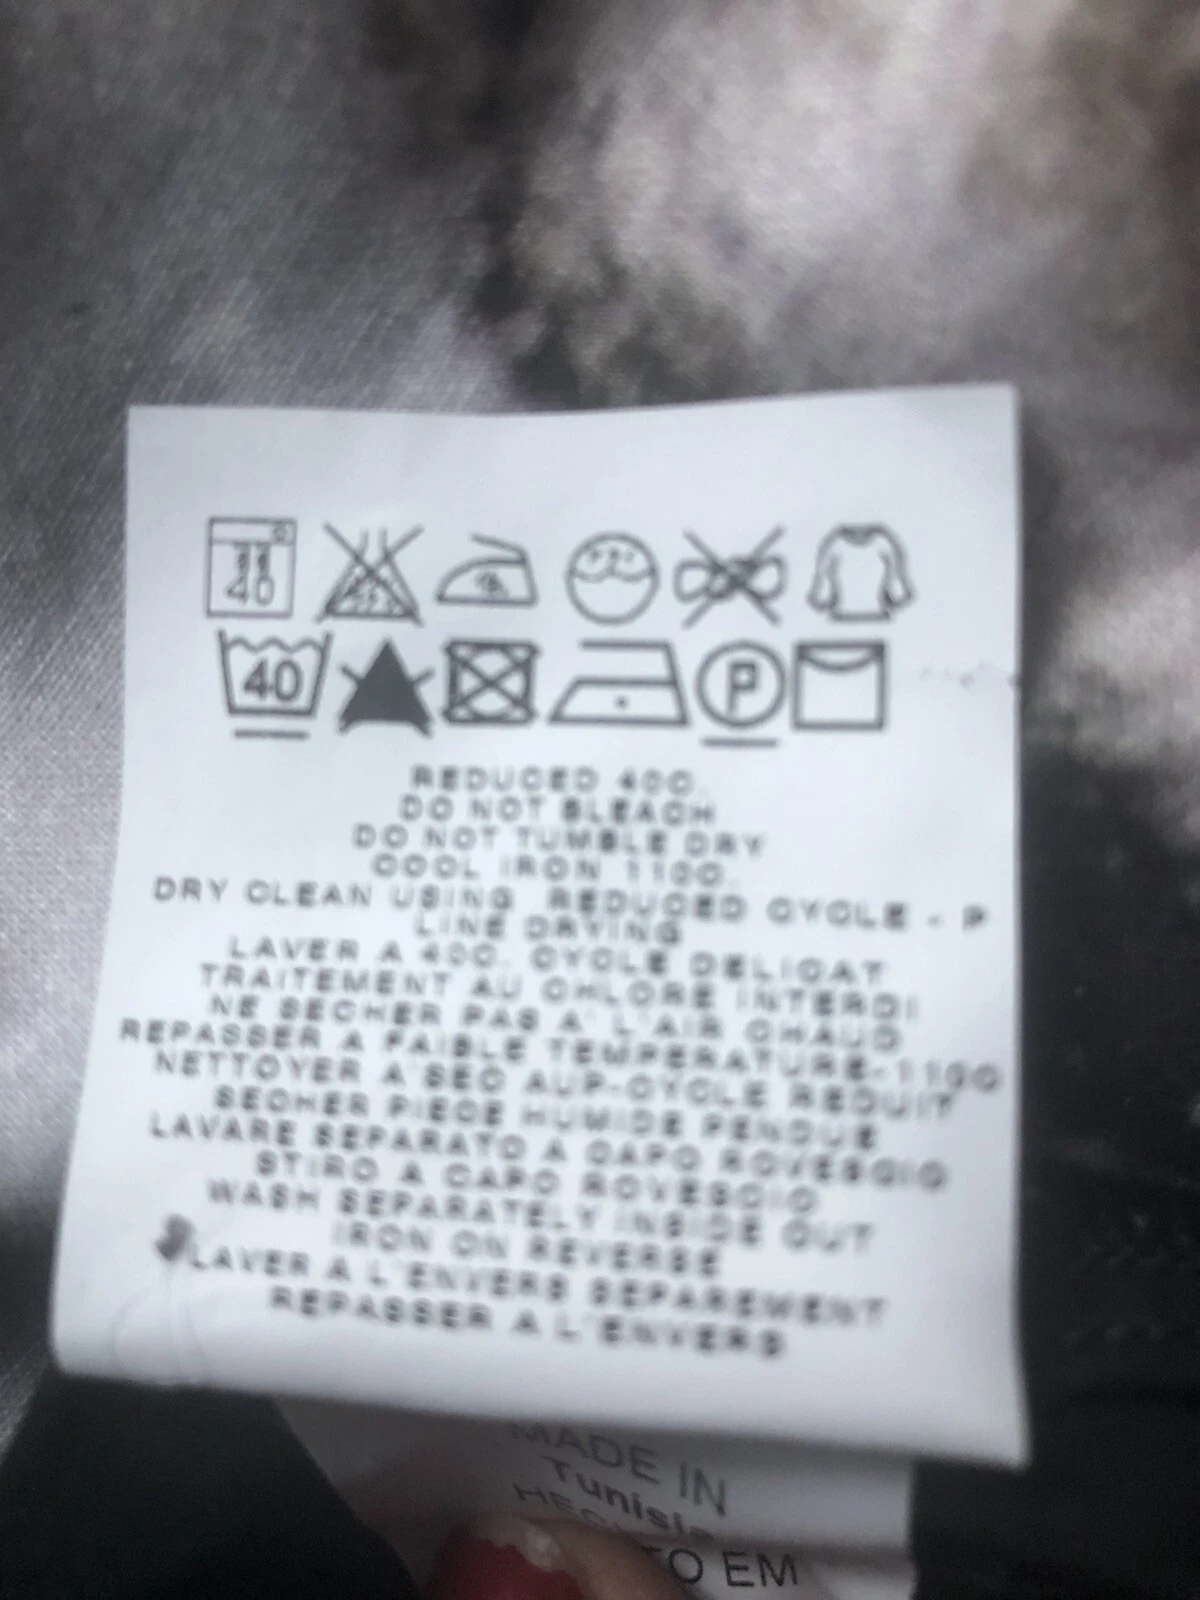 40
40 P
REDUCED 40C.
DO NOT BLEACH
DO NOT TUMBLE DRY
COOL IRON 110C.
DRY CLEAN USING REDUCED CYCLE - P
LINE DRYING
LAVER A 40C. CYCLE DELICAT
TRAITEMENT AU CHLORE INTERDI
NE SECHER PAS A' L'AIR CHAUD
REPASSER A FAIBLE TEMPERATURE-110C
NETTOYER A SEC AUP-CYCLE REDUIT
SECHER PIECE HUMIDE PENDUE
LAVARE SEPARATO A CAPO ROVESCIO
STIRO A CAPO ROVESCIO
WASH SEPARATELY INSIDE OUT
IRON ON REVERSE
LAVER A L'ENVERS SEPAREMENT
REPASSER A L'ENVERS
MADE IN
Tunisia
EM